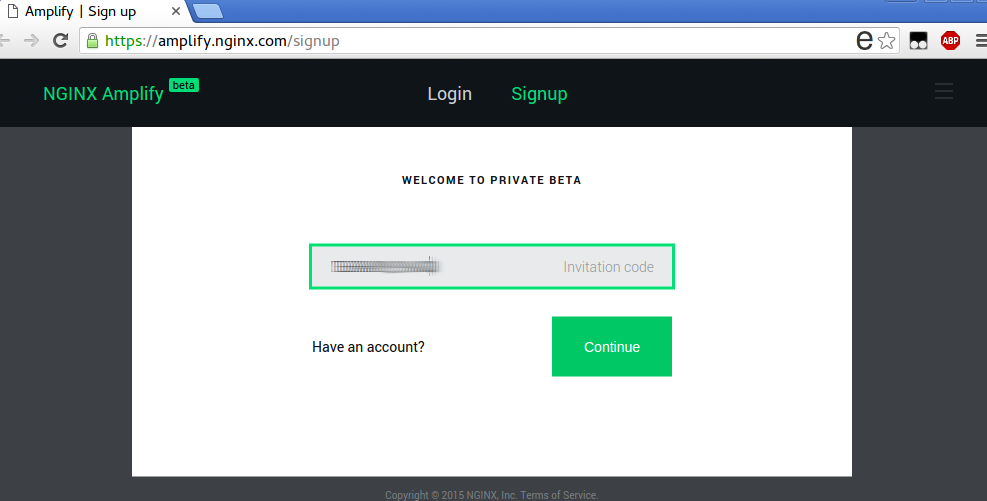 Amplify | Sign up
https://amplify.nginx.com/signup
ABP
NGINX Amplify beta
Login
Signup
WELCOME TO PRIVATE BETA
Invitation code
Have an account?
Continue
Copyright © 2015 NGINX, Inc. Terms of Service.